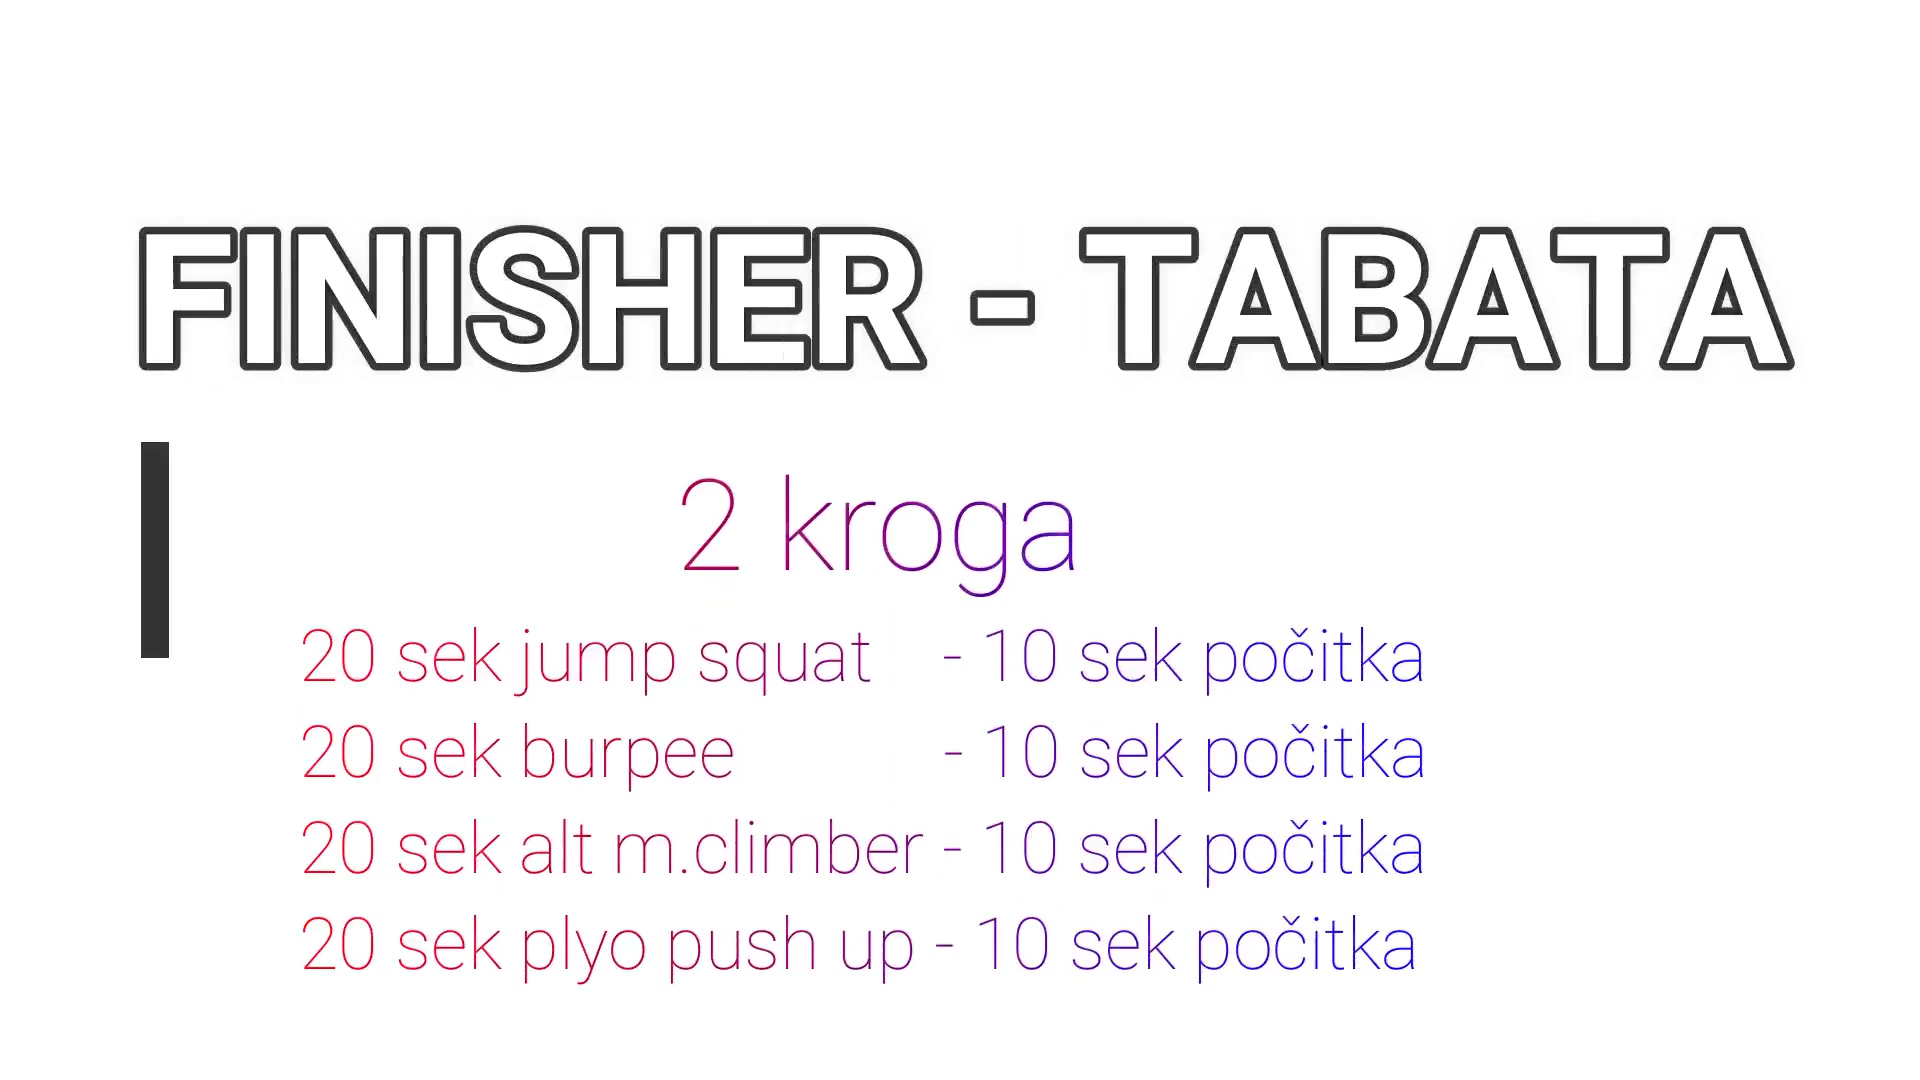 FINISHER - TABATA
2 kroga
20 sek jump squat - 10 sek počitka
20 sek burpee - 10 sek počitka
20 sek alt m.climber - 10 sek počitka
20 sek plyo push up - 10 sek počitka